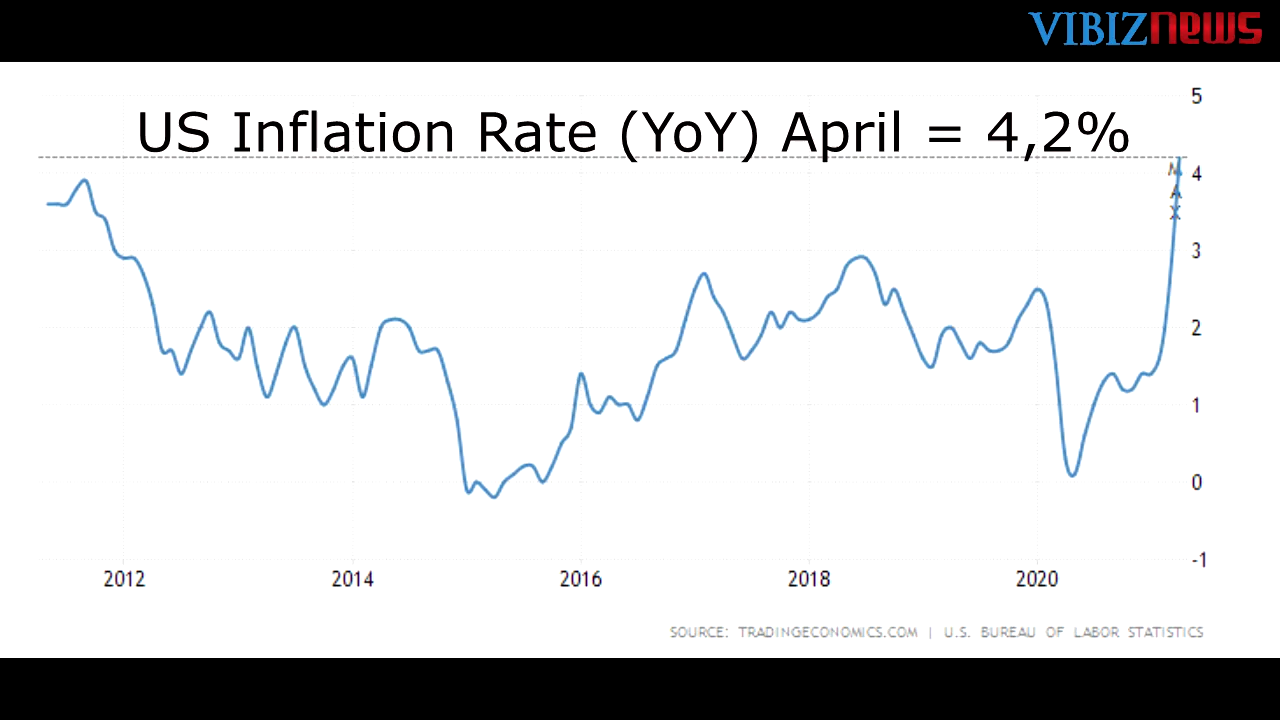 VIBIZnews
5
US Inflation Rate (YoY) April = 4,2%
M
A
X
4
3
2
1
0
-1
2012 2014 2016 2018 2020
SOURCE: TRADINGECONOMICS.COM | U.S. BUREAU OF LABOR STATISTICS